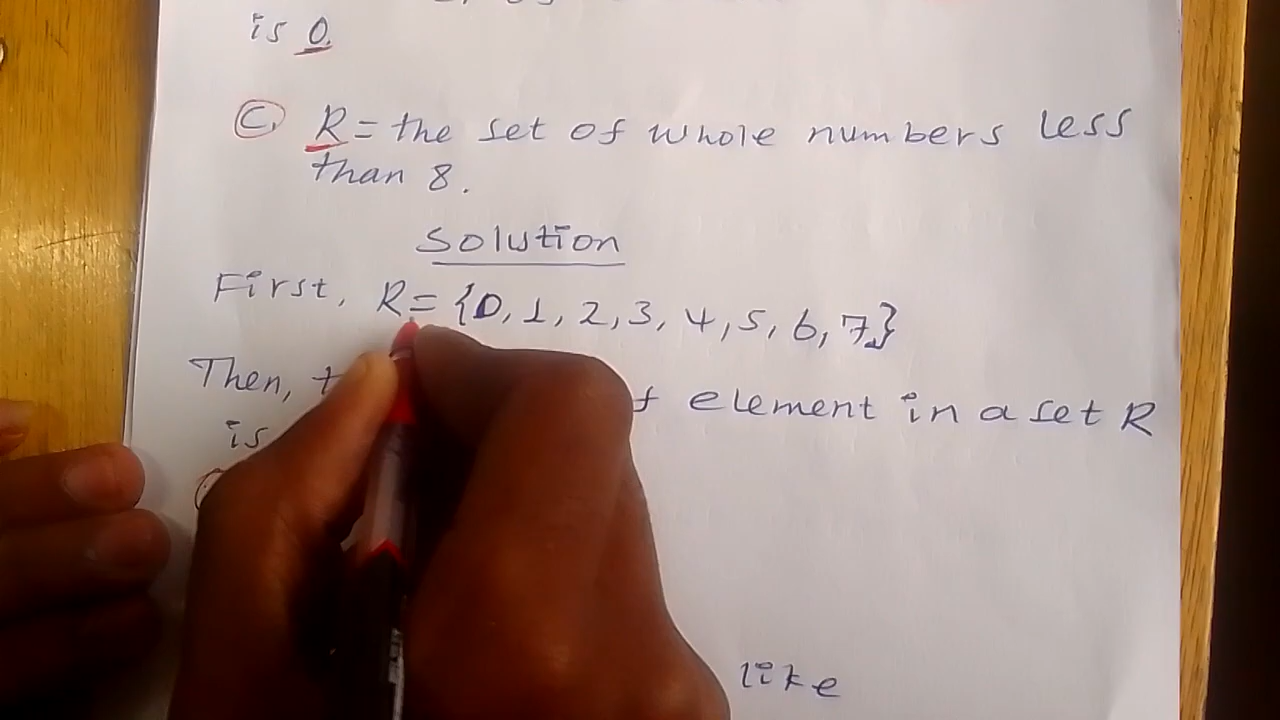 is 0.
(C) R = the set of whole numbers less
than 8.
Solution
First, R = {0, 1, 2, 3, 4, 5, 6, 7}
Then, element in a set R
is
like